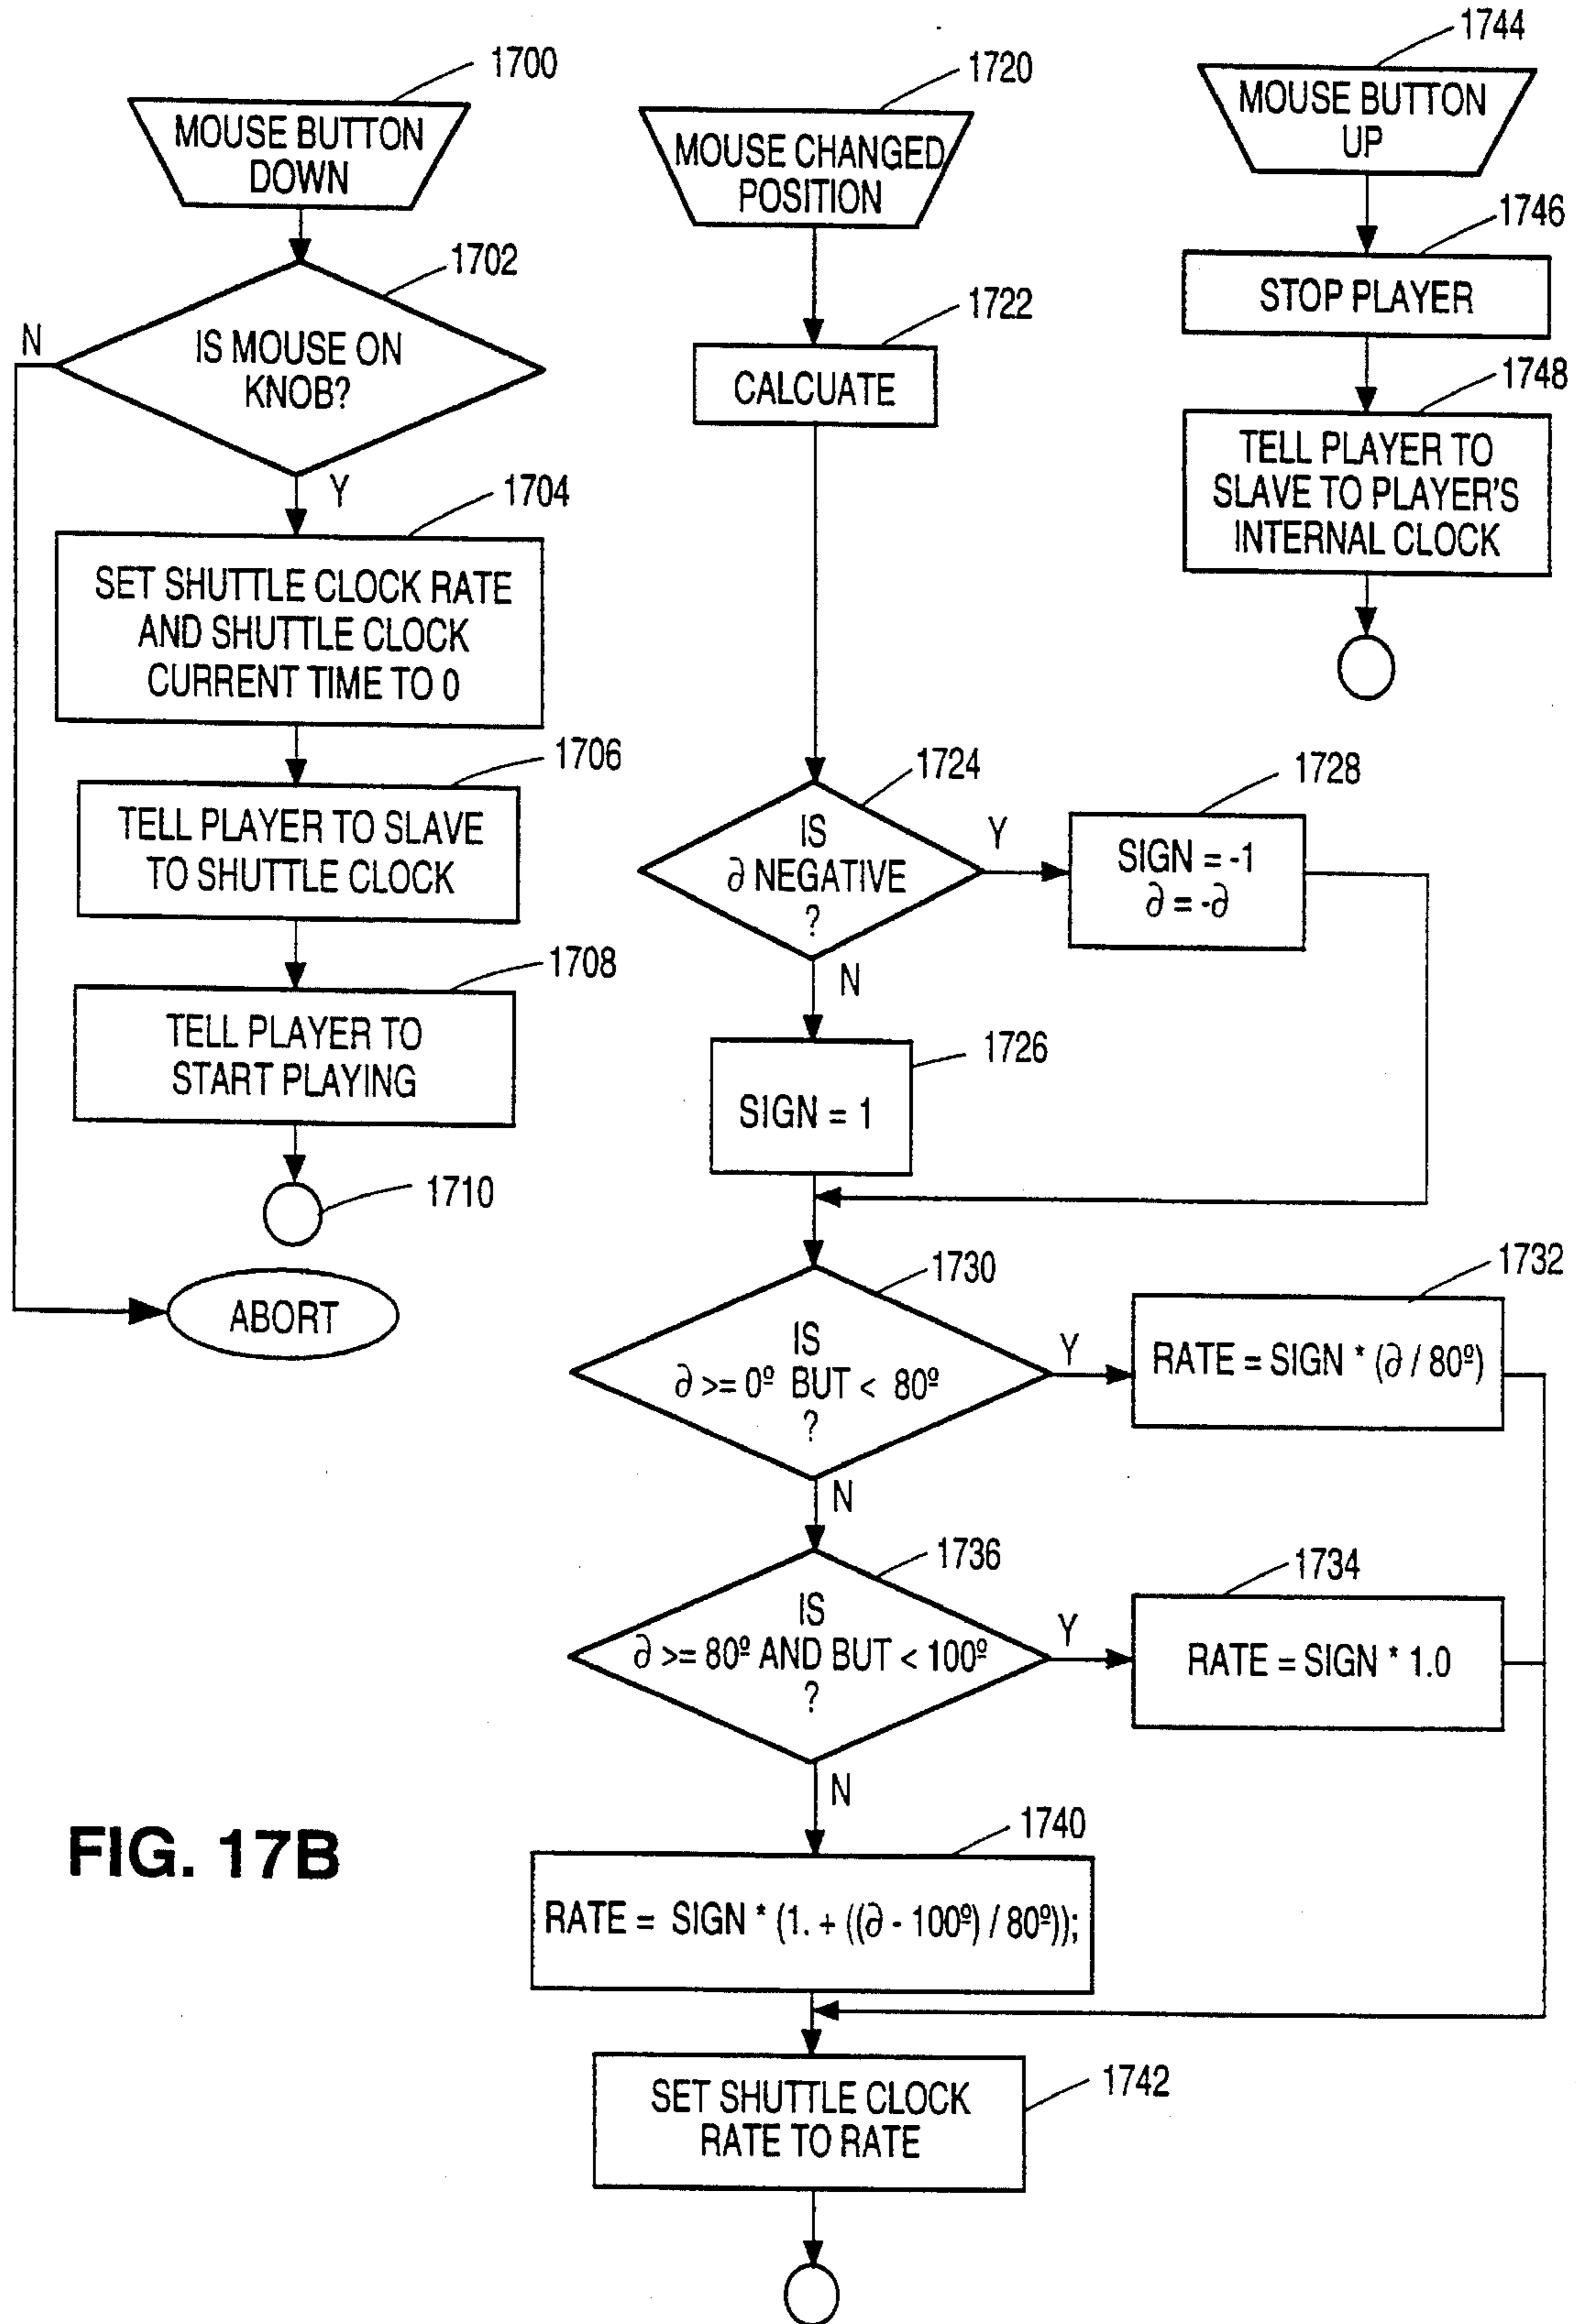 1700
MOUSE BUTTON
DOWN
1702
IS MOUSE ON
KNOB?
N
Y
1704
SET SHUTTLE CLOCK RATE
AND SHUTTLE CLOCK
CURRENT TIME TO 0
1706
TELL PLAYER TO SLAVE
TO SHUTTLE CLOCK
1708
TELL PLAYER TO
START PLAYING
1710
ABORT
1720
MOUSE CHANGED
POSITION
1722
CALCUATE
1724
IS
∂ NEGATIVE
?
Y
1728
SIGN = -1
∂ = -∂
N
1726
SIGN = 1
1730
IS
∂ >= 0º BUT < 80º
?
Y
1732
RATE = SIGN * (∂ / 80º)
N
1736
IS
∂ >= 80º AND BUT < 100º
?
Y
1734
RATE = SIGN * 1.0
N
1740
RATE = SIGN * (1. + ((∂ - 100º) / 80º));
1742
SET SHUTTLE CLOCK
RATE TO RATE
1744
MOUSE BUTTON
UP
1746
STOP PLAYER
1748
TELL PLAYER TO
SLAVE TO PLAYER'S
INTERNAL CLOCK
FIG. 17B